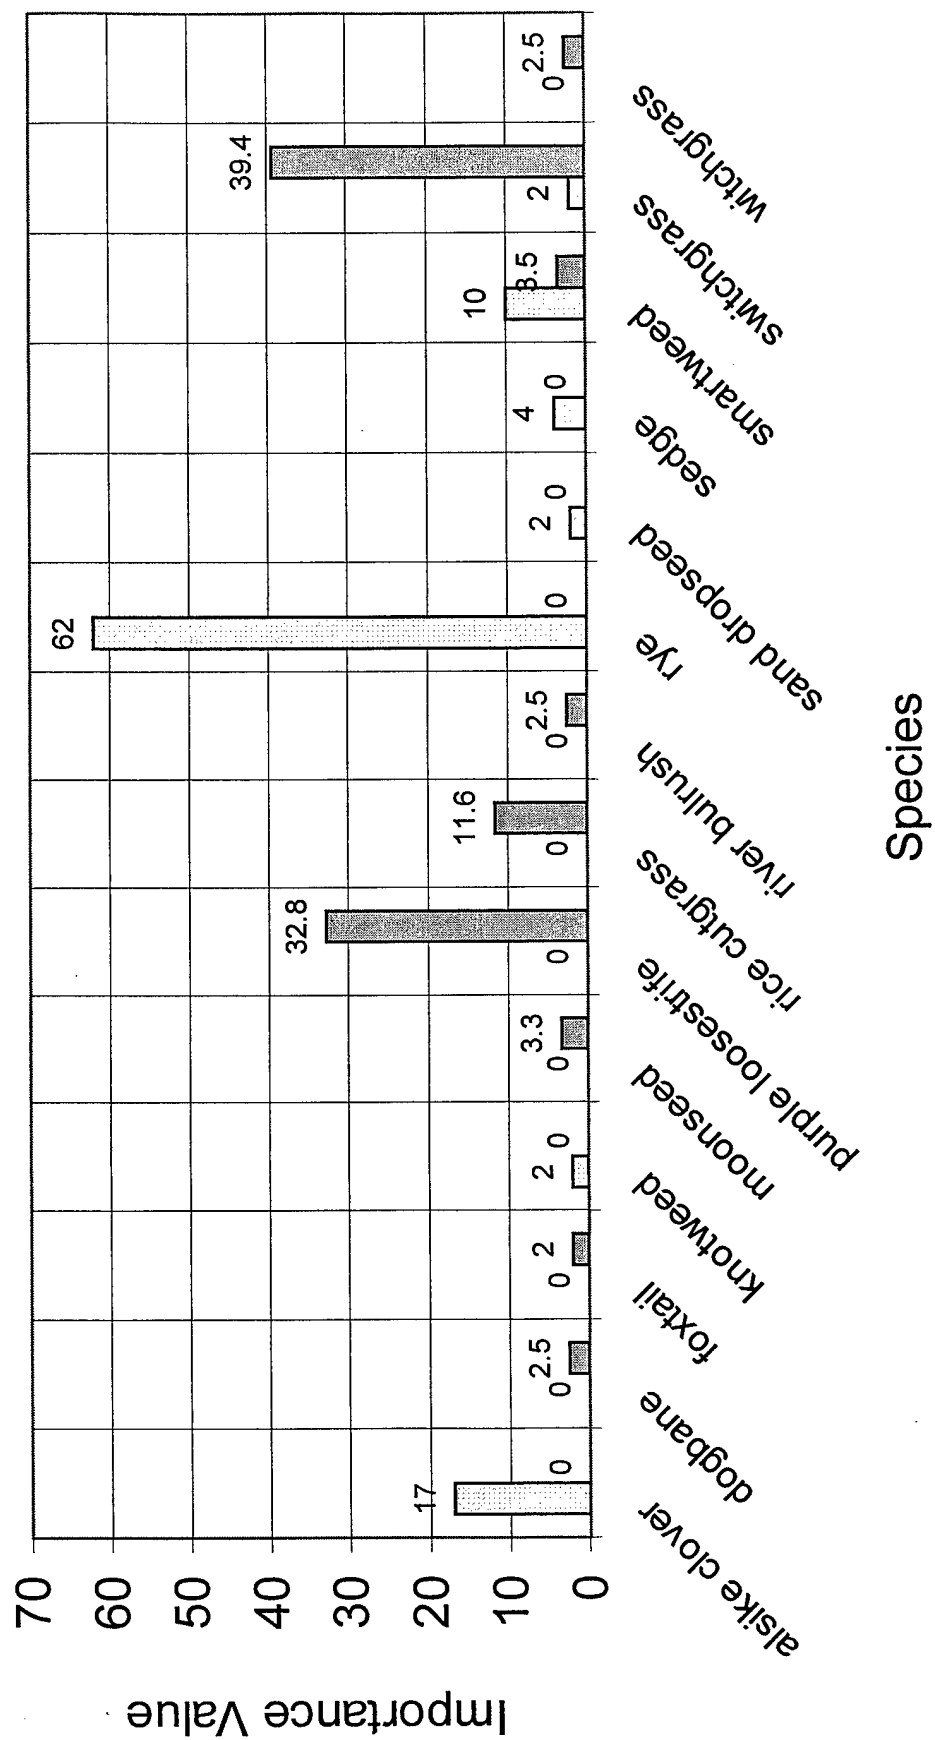 Importance Value
70
60
50
40
30
20
10
0
17
0
0
2.5
0
2
2
0
0
3.3
0
32.8
0
11.6
0
2.5
62
0
2
0
4
0
10
3.5
2
39.4
0
2.5
alsike clover
dogbane
foxtail
knotweed
moonseed
purple loosestrife
rice cutgrass
river bulrush
rye
sand dropseed
sedge
smartweed
switchgrass
witchgrass
Species